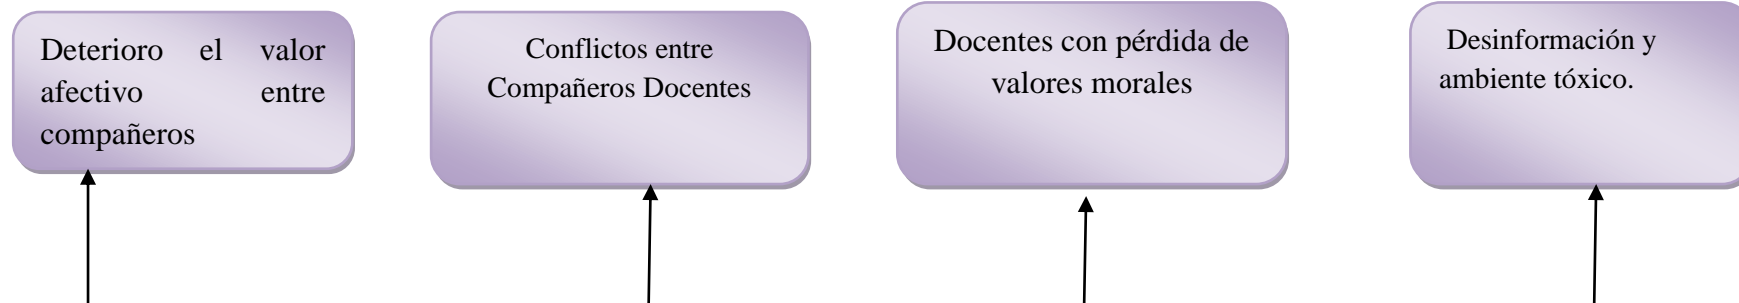 Deterioro el valor
afectivo entre
compañeros
Conflictos entre
Compañeros Docentes
Docentes con pérdida de
valores morales
Desinformación y
ambiente tóxico.